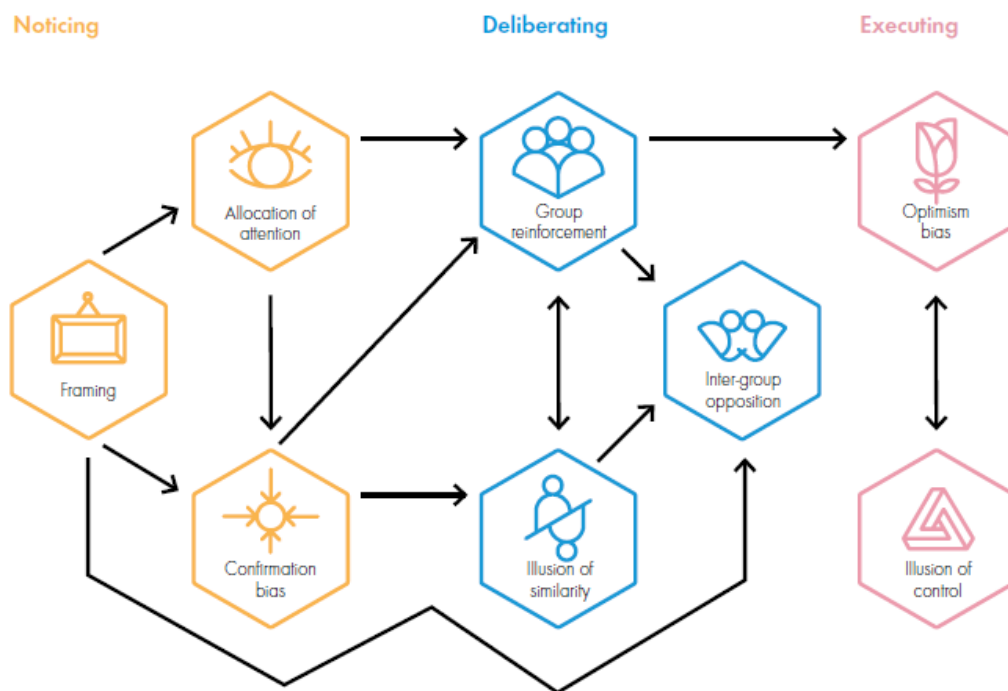 Noticing
Deliberating
Executing
Allocation of
attention
Group
reinforcement
Optimism
bias
Framing
Inter-group
opposition
Confirmation
bias
Illusion of
similarity
Illusion of
control